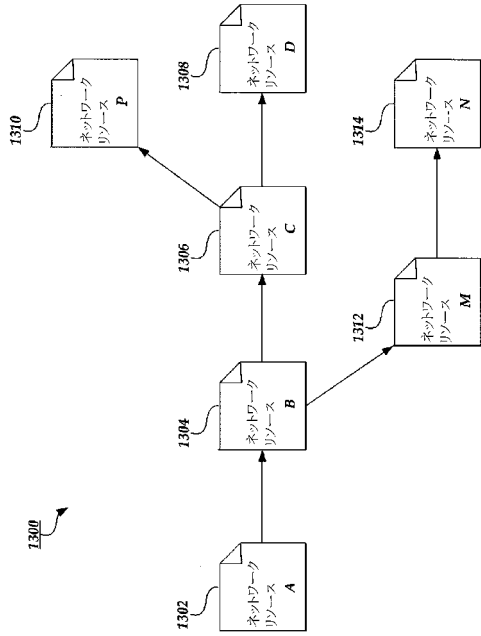 1300
1302
ネットワーク
リソース
A
1304
ネットワーク
リソース
B
1306
ネットワーク
リソース
C
1308
ネットワーク
リソース
D
1310
ネットワーク
リソース
P
1312
ネットワーク
リソース
M
1314
ネットワーク
リソース
N